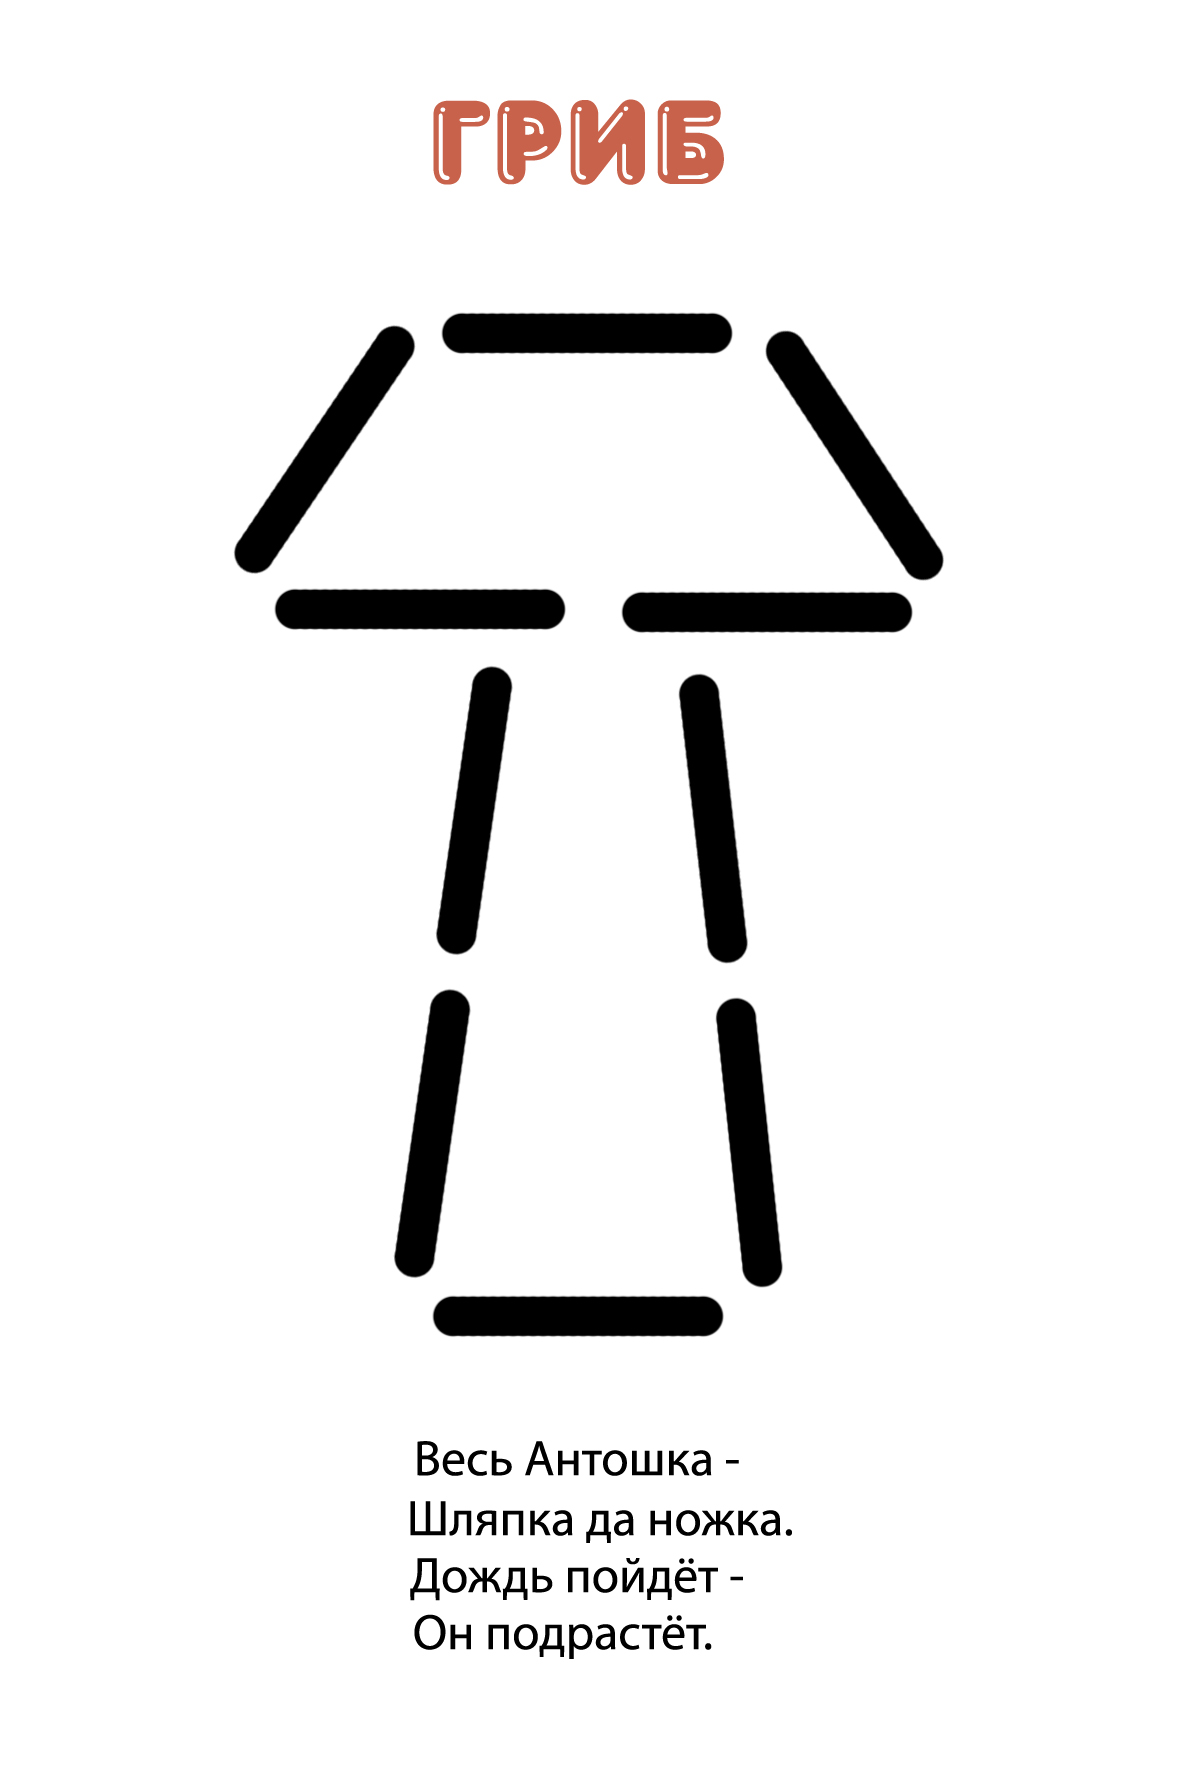 ГРИБ
Весь Антошка -
Шляпка да ножка.
Дождь пойдёт -
Он подрастёт.